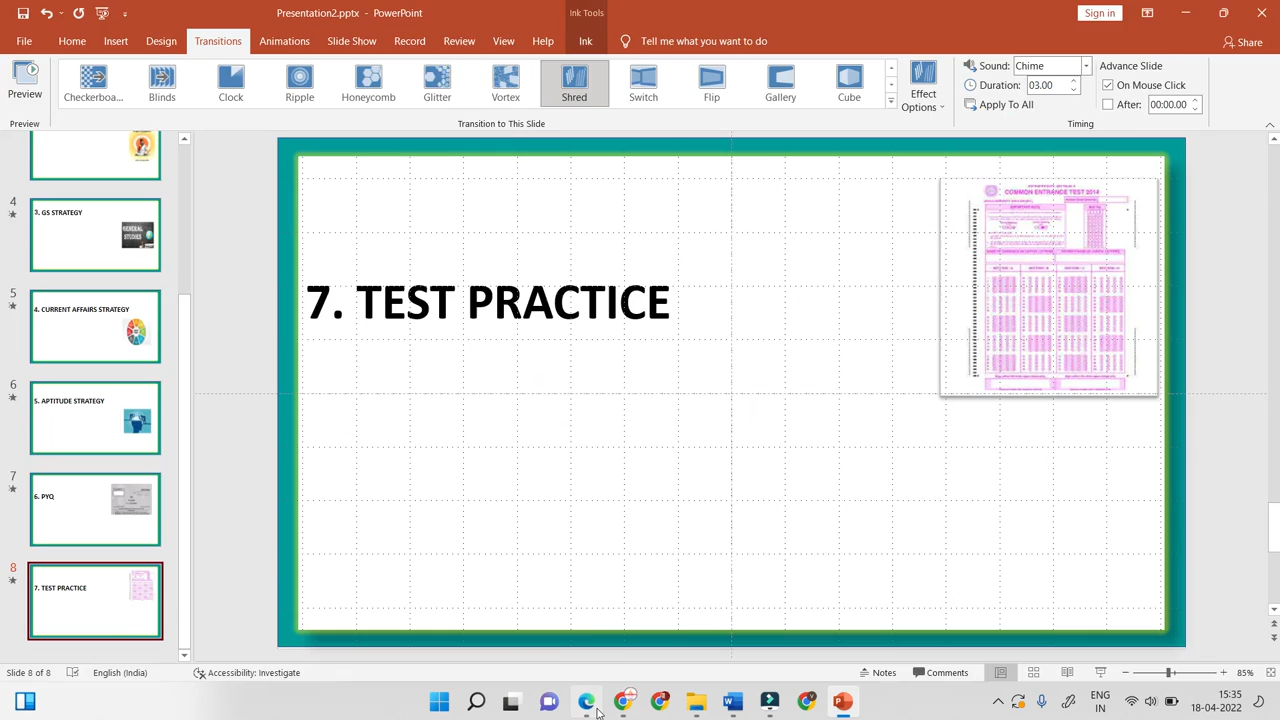 Presentation2.pptx - PowerPoint
Ink Tools
Sign in
File
Home
Insert
Design
Transitions
Animations
Slide Show
Record
Review
View
Help
Ink
Tell me what you want to do
Share
Preview
Checkerboa...
Blinds
Clock
Ripple
Honeycomb
Glitter
Vortex
Shred
Switch
Flip
Gallery
Cube
Effect
Options
Sound: Chime
Duration: 03.00
Apply To All
Advance Slide
On Mouse Click
After: 00:00.00
Preview
Transition to This Slide
Timing
4
3. GS STRATEGY
GENERAL
STUDIES
5
4. CURRENT AFFAIRS STRATEGY
6
5. APTITUDE STRATEGY
7
6. PYQ
8
7. TEST PRACTICE
COMMON ENTRANCE TEST 2014
7. TEST PRACTICE
Slide 8 of 8
English (India)
Accessibility: Investigate
Notes
Comments
85%
ENG
IN
15:35
18-04-2022